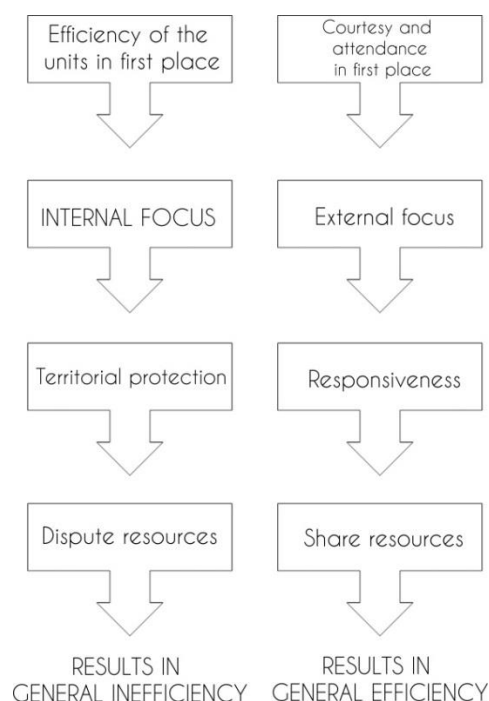 Efficiency of the
units in first place
Courtesy and
attendance
in first place
INTERNAL FOCUS
External focus
Territorial protection
Responsiveness
Dispute resources
Share resources
RESULTS IN
GENERAL INEFFICIENCY
RESULTS IN
GENERAL EFFICIENCY